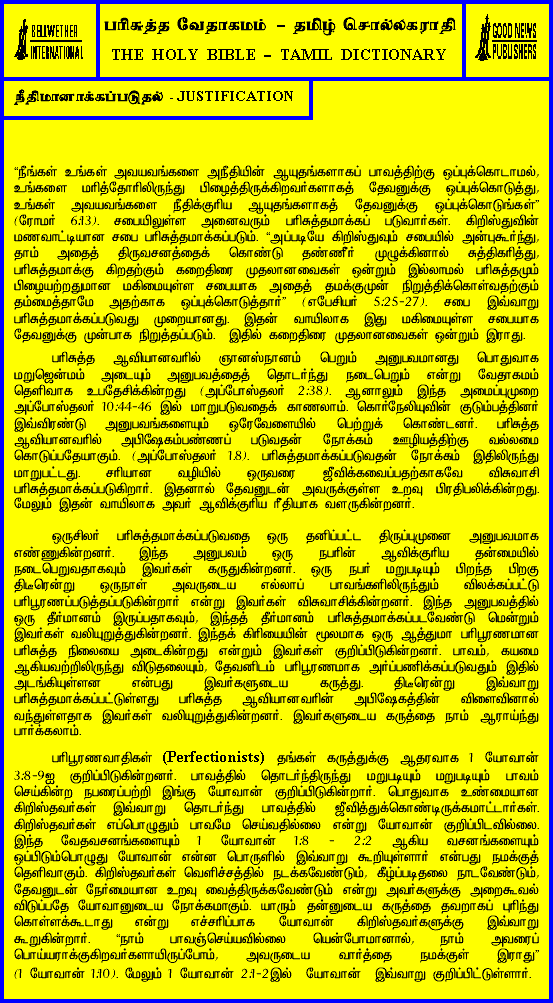 BELLWETHER
INTERNATIONAL
பரிசுத்த வேதாகமம் – தமிழ் சொல்லகராதி
THE HOLY BIBLE – TAMIL DICTIONARY
GOOD NEWS
PUBLISHERS
நீதிமானாக்கப்படுதல் - JUSTIFICATION
“நீங்கள் உங்கள் அவயவங்களை அநீதியின் ஆயுதங்களாகப் பாவத்திற்கு ஒப்புக்கொடாமல்,
உங்களை மரித்தோரிலிருந்து பிழைத்திருக்கிறவர்களாகத் தேவனுக்கு ஒப்புக்கொடுத்து,
உங்கள் அவயவங்களை நீதிக்குரிய ஆயுதங்களாகத் தேவனுக்கு ஒப்புக்கொடுங்கள்”
(ரோமர் 6:13). சபையிலுள்ள அனைவரும் பரிசுத்தமாக்கப் படுவார்கள். கிறிஸ்துவின்
மணவாட்டியான சபை பரிசுத்தமாக்கப்படும். “அப்படியே கிறிஸ்துவும் சபையில் அன்புகூர்ந்து,
தாம் அதைத் திருவசனத்தைக் கொண்டு தண்ணீர் முழுக்கினால் சுத்திகரித்து,
பரிசுத்தமாக்கு கிறதற்கும் கறைதிரை முதலானவைகள் ஒன்றும் இல்லாமல் பரிசுத்தமும்
பிழையற்றதுமான மகிமையுள்ள சபையாக அதைத் தமக்குமுன் நிறுத்திக்கொள்வதற்கும்
தம்மைத்தாமே அதற்காக ஒப்புக்கொடுத்தார்” (எபேசியர் 5:25-27). சபை இவ்வாறு
பரிசுத்தமாக்கப்படுவது முறையானது. இதன் வாயிலாக இது மகிமையுள்ள சபையாக
தேவனுக்கு முன்பாக நிறுத்தப்படும். இதில் கறைதிரை முதலானவைகள் ஒன்றும் இராது.
பரிசுத்த ஆவியானவரில் ஞானஸ்நானம் பெறும் அனுபவமானது பொதுவாக
மறுஜென்மம் அடையும் அனுபவத்தைத் தொடர்ந்து நடைபெறும் என்று வேதாகமம்
தெளிவாக உபதேசிக்கின்றது (அப்போஸ்தலர் 2:38). ஆனாலும் இந்த அமைப்புமுறை
அப்போஸ்தலர் 10:44-46 இல் மாறுபடுவதைக் காணலாம். கொர்நேலியுவின் குடும்பத்தினர்
இவ்விரண்டு அனுபவங்களையும் ஒரேவேளையில் பெற்றுக் கொண்டனர். பரிசுத்த
ஆவியானவரில் அபிஷேகம்பண்ணப் படுவதன் நோக்கம் ஊழியத்திற்கு வல்லமை
கொடுப்பதேயாகும். (அப்போஸ்தலர் 1:8). பரிசுத்தமாக்கப்படுவதன் நோக்கம் இதிலிருந்து
மாறுபட்டது. சரியான வழியில் ஒருவரை ஜீவிக்கவைப்பதற்காகவே விசுவாசி
பரிசுத்தமாக்கப்படுகிறார். இதனால் தேவனுடன் அவருக்குள்ள உறவு பிரதிபலிக்கின்றது.
மேலும் இதன் வாயிலாக அவர் ஆவிக்குரிய ரீதியாக வளருகின்றனர்.
ஒருசிலர் பரிசுத்தமாக்கப்படுவதை ஒரு தனிப்பட்ட திருப்புமுனை அனுபவமாக
எண்ணுகின்றனர். இந்த அனுபவம் ஒரு நபரின் ஆவிக்குரிய தன்மையில்
நடைபெறுவதாகவும் இவர்கள் கருதுகின்றனர். ஒரு நபர் மறுபடியும் பிறந்த பிறகு
திடீரென்று ஒருநாள் அவருடைய எல்லாப் பாவங்களிலிருந்தும் விலக்கப்பட்டு
பரிபூரணப்படுத்தப்படுகின்றார் என்று இவர்கள் விசுவாசிக்கின்றனர். இந்த அனுபவத்தில்
ஒரு தீர்மானம் இருப்பதாகவும், இந்தத் தீர்மானம் பரிசுத்தமாக்கப்படவேண்டு மென்றும்
இவர்கள் வலியுறுத்துகின்றனர். இந்தக் கிரியையின் மூலமாக ஒரு ஆத்துமா பரிபூரணமான
பரிசுத்த நிலையை அடைகின்றது என்றும் இவர்கள் குறிப்பிடுகின்றனர். பாவம், சுயமை
ஆகியவற்றிலிருந்து விடுதலையும், தேவனிடம் பரிபூரணமாக அர்ப்பணிக்கப்படுவதும் இதில்
அடங்கியுள்ளன என்பது இவர்களுடைய கருத்து. திடீரென்று இவ்வாறு
பரிசுத்தமாக்கப்பட்டுள்ளது பரிசுத்த ஆவியானவரின் அபிஷேகத்தின் விளைவினால்
வந்துள்ளதாக இவர்கள் வலியுறுத்துகின்றனர். இவர்களுடைய கருத்தை நாம் ஆராய்ந்து
பார்க்கலாம்.
பரிபூரணவாதிகள் (Perfectionists) தங்கள் கருத்துக்கு ஆதரவாக 1 யோவான்
3:8-9ஐ குறிப்பிடுகின்றனர். பாவத்தில் தொடர்ந்திருந்து மறுபடியும் மறுபடியும் பாவம்
செய்கின்ற நபரைப்பற்றி இங்கு யோவான் குறிப்பிடுகின்றார். பொதுவாக உண்மையான
கிறிஸ்தவர்கள் இவ்வாறு தொடர்ந்து பாவத்தில் ஜீவித்துக்கொண்டிருக்கமாட்டார்கள்.
கிறிஸ்தவர்கள் எப்பொழுதும் பாவமே செய்வதில்லை என்று யோவான் குறிப்பிடவில்லை.
இந்த வேதவசனங்களையும் 1 யோவான் 1:8 - 2:2 ஆகிய வசனங்களையும்
ஒப்பிடும்பொழுது யோவான் என்ன பொருளில் இவ்வாறு கூறியுள்ளார் என்பது நமக்குத்
தெளிவாகும். கிறிஸ்தவர்கள் வெளிச்சத்தில் நடக்கவேண்டும், கீழ்ப்படிதலை நாடவேண்டும்,
தேவனுடன் நேர்மையான உறவு வைத்திருக்கவேண்டும் என்று அவர்களுக்கு அறைகூவல்
விடுப்பதே யோவானுடைய நோக்கமாகும். யாரும் தன்னுடைய கருத்தை தவறாகப் புரிந்து
கொள்ளக்கூடாது என்று எச்சரிப்பாக யோவான் கிறிஸ்தவர்களுக்கு இவ்வாறு
கூறுகின்றார். “நாம் பாவஞ்செய்யவில்லை யென்போமானால், நாம் அவரைப்
பொய்யராக்குகிறவர்களாயிருப்போம், அவருடைய வார்த்தை நமக்குள் இராது”
(1 யோவான் 1:10). மேலும் 1 யோவான் 2:1-2இல் யோவான் இவ்வாறு குறிப்பிட்டுள்ளார்.